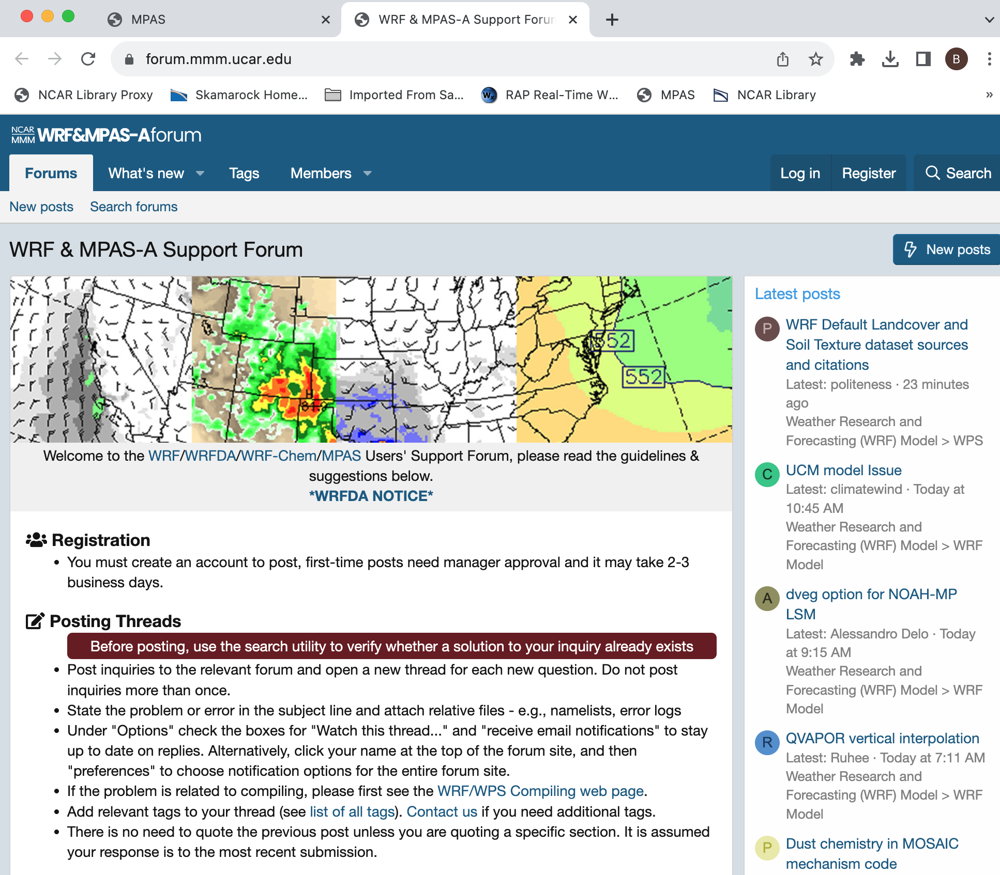 MPAS
WRF & MPAS-A Support Forum
forum.mmm.ucar.edu
B
NCAR Library Proxy
Skamarock Home...
Imported From Sa...
Wx
RAP Real-Time W...
MPAS
NCAR Library
»
NCAR
MMM
WRF&MPAS-Aforum
Forums
What's new
Tags
Members
Log in
Register
Search
New posts
Search forums
WRF & MPAS-A Support Forum
New posts
552
552
Welcome to the WRF/WRFDA/WRF-Chem/MPAS Users' Support Forum, please read the guidelines &
suggestions below.
*WRFDA NOTICE*
Registration
• You must create an account to post, first-time posts need manager approval and it may take 2-3
business days.
Posting Threads
Before posting, use the search utility to verify whether a solution to your inquiry already exists
• Post inquiries to the relevant forum and open a new thread for each new question. Do not post
inquiries more than once.
• State the problem or error in the subject line and attach relative files - e.g., namelists, error logs
• Under "Options" check the boxes for "Watch this thread..." and "receive email notifications" to stay
up to date on replies. Alternatively, click your name at the top of the forum site, and then
"preferences" to choose notification options for the entire forum site.
• If the problem is related to compiling, please first see the WRF/WPS Compiling web page.
• Add relevant tags to your thread (see list of all tags). Contact us if you need additional tags.
• There is no need to quote the previous post unless you are quoting a specific section. It is assumed
your response is to the most recent submission.
Latest posts
P
WRF Default Landcover and
Soil Texture dataset sources
and citations
Latest: politeness · 23 minutes
ago
Weather Research and
Forecasting (WRF) Model > WPS
C
UCM model Issue
Latest: climatewind · Today at
10:45 AM
Weather Research and
Forecasting (WRF) Model > WRF
Model
A
dveg option for NOAH-MP
LSM
Latest: Alessandro Delo · Today
at 9:15 AM
Weather Research and
Forecasting (WRF) Model > WRF
Model
R
QVAPOR vertical interpolation
Latest: Ruhee · Today at 7:11 AM
Weather Research and
Forecasting (WRF) Model > WRF
Model
P
Dust chemistry in MOSAIC
mechanism code